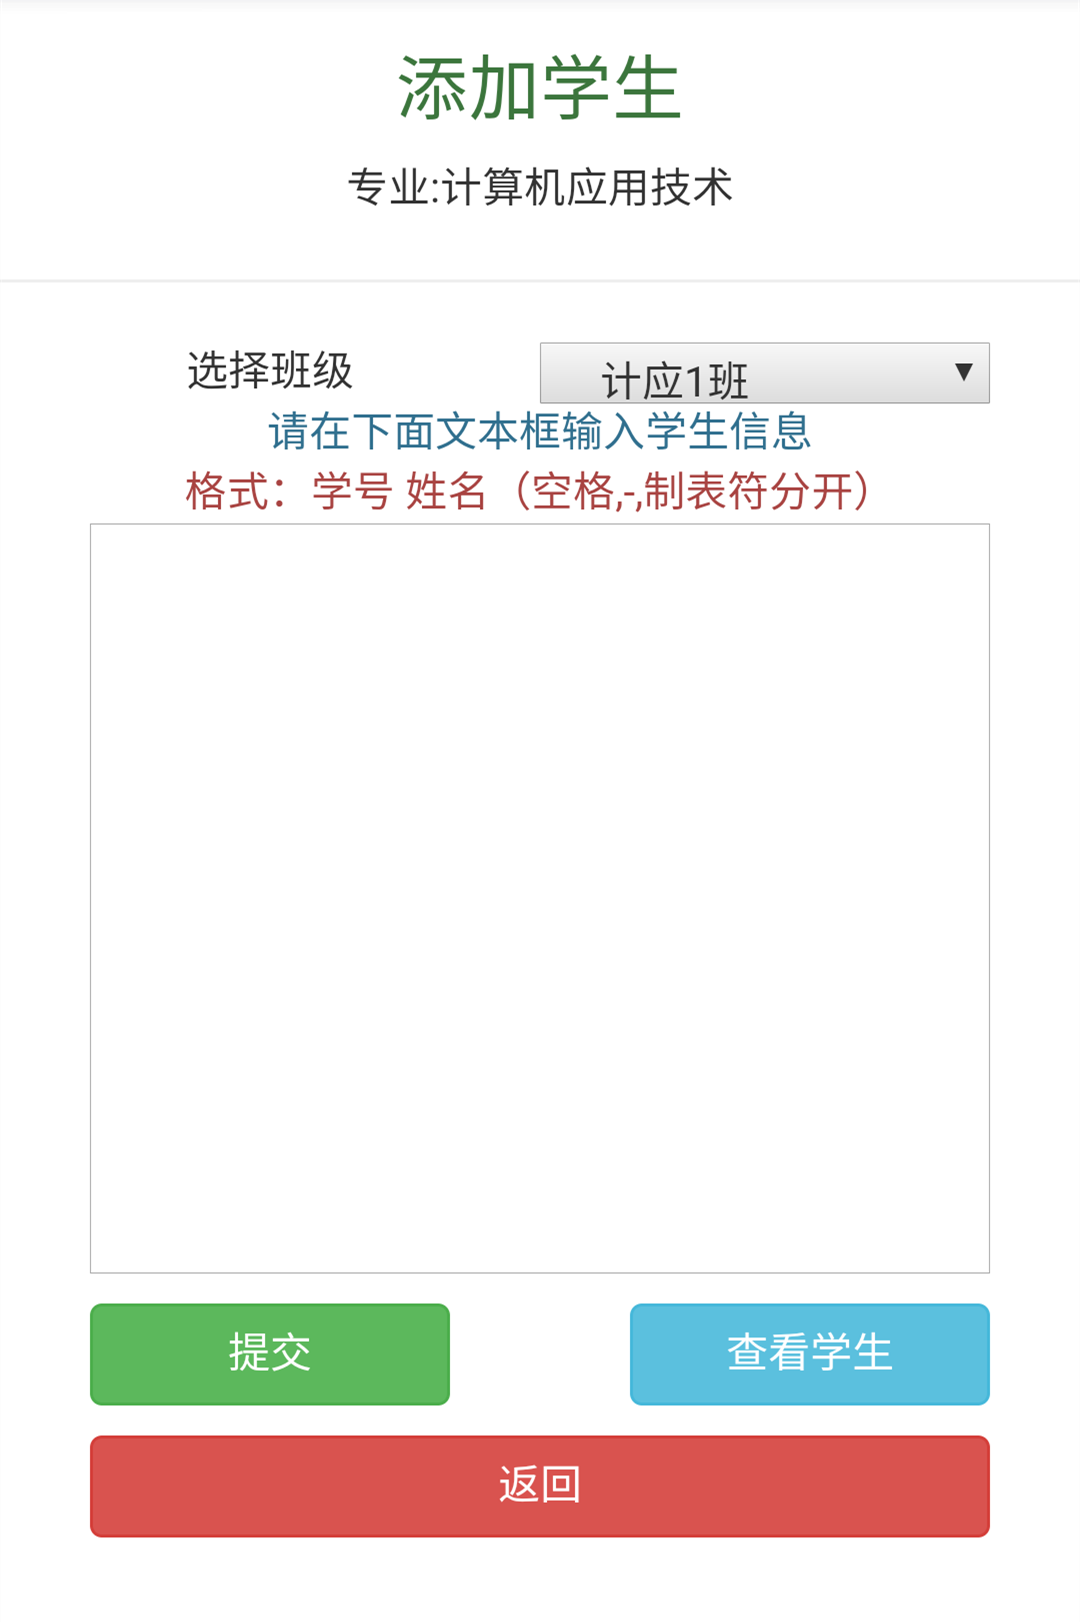 添加学生
专业:计算机应用技术
选择班级
计应1班
请在下面文本框输入学生信息
格式：学号 姓名（空格,-,制表符分开）
提交
查看学生
返回